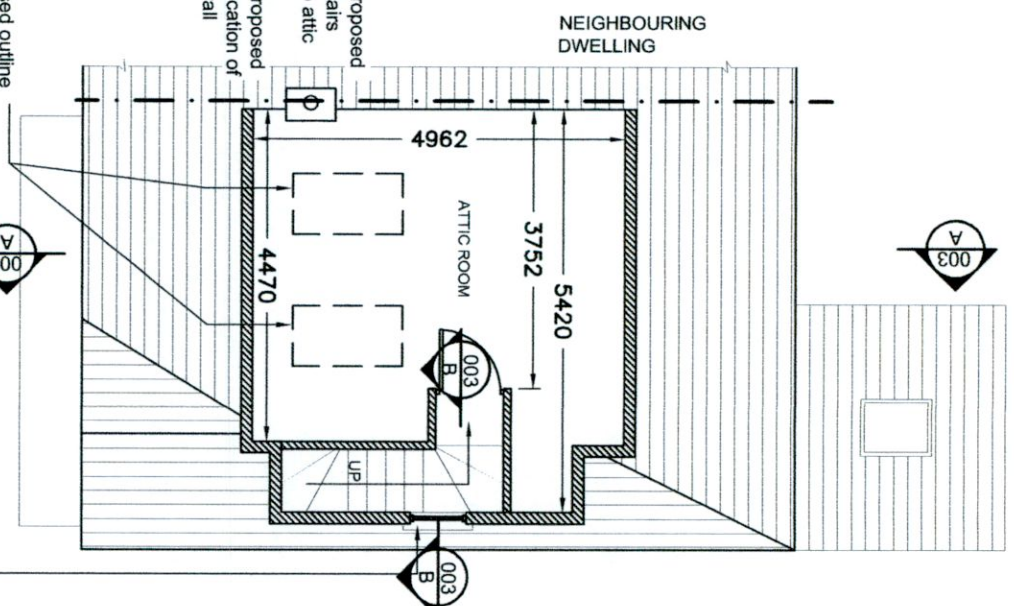 NEIGHBOURING
DWELLING
roposed
airs
attic
roposed
cation of
all
ed outline
4962
ATTIC ROOM
3752
5420
4470
UP
A
003
A
00
003
B
003
B